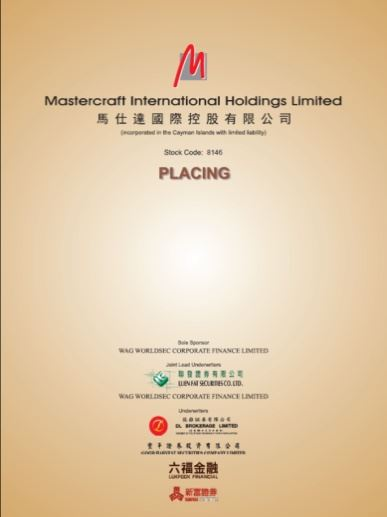 M
Mastercraft International Holdings Limited
馬仕達國際控股有限公司
(incorporated in the Cayman Islands with limited liability)
Stock Code: 8146
PLACING
Sole Sponsor
WAG WORLDSEC CORPORATE FINANCE LIMITED
Joint Lead Underwriters
聯發證券有限公司
LUEN FAT SECURITIES CO. LTD.
WAG WORLDSEC CORPORATE FINANCE LIMITED
Underwriters
DL BROKERAGE LIMITED
豐平證券投資有限公司
GOOD HARVEST SECURITIES COMPANY LIMITED
六福金融
LUKFOOK FINANCIAL
新富證券